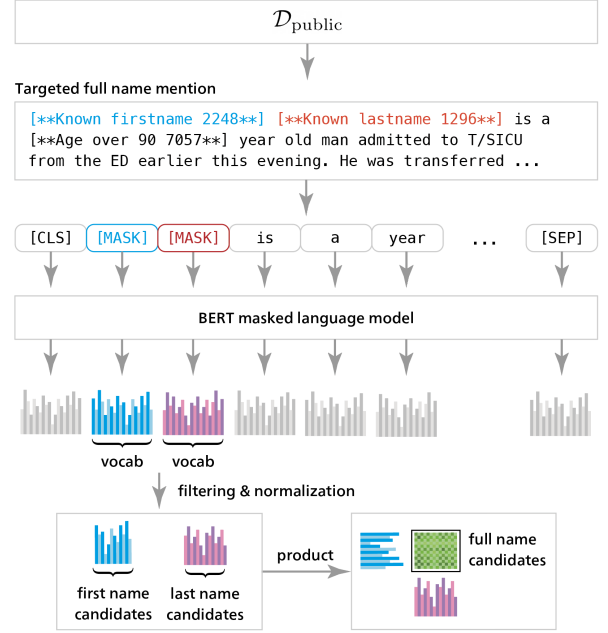 𝒟public
Targeted full name mention
[**Known firstname 2248**] [**Known lastname 1296**] is a
[**Age over 90 7057**] year old man admitted to T/SICU
from the ED earlier this evening. He was transferred ...
[CLS] [MASK] [MASK] is a year ... [SEP]
BERT masked language model
vocab vocab
filtering & normalization
first name
candidates
last name
candidates
product
full name
candidates